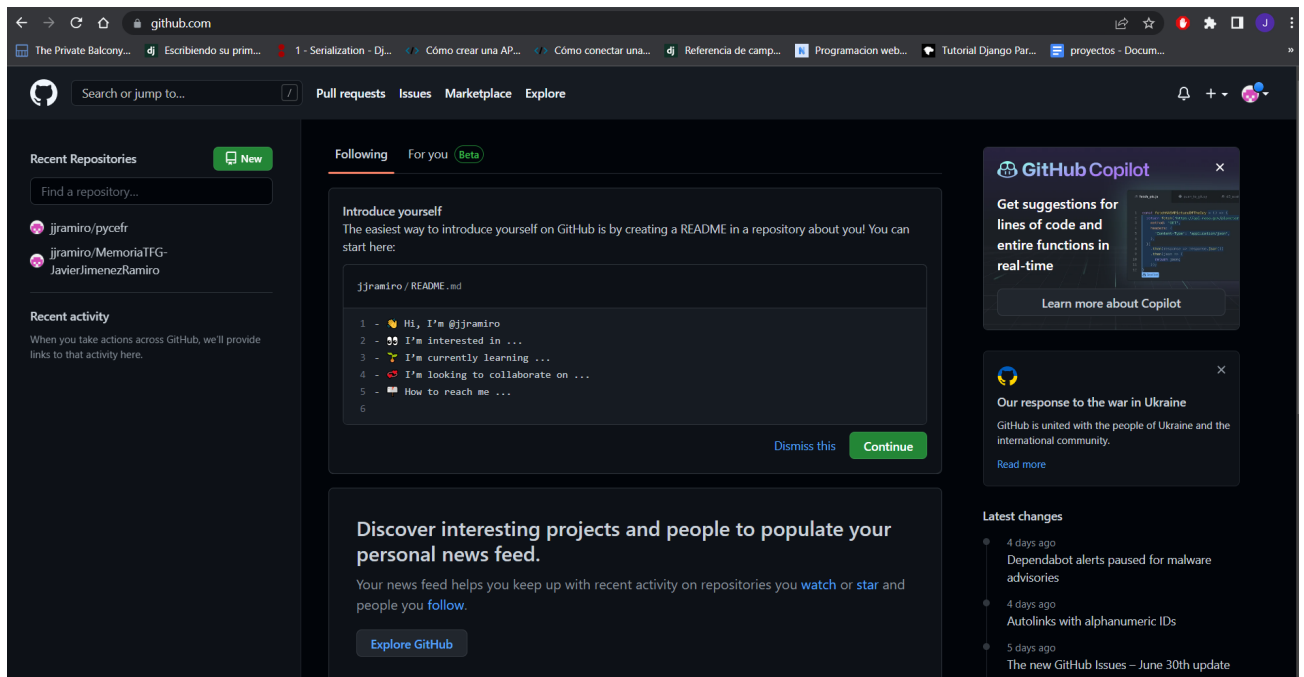 github.com
The Private Balcony... Escribiendo su prim... 1 - Serialization - Dj... Cómo crear una AP... Cómo conectar una... Referencia de camp... Programacion web... Tutorial Django Par... proyectos - Docum... »
Search or jump to... / Pull requests Issues Marketplace Explore
Recent Repositories New
Find a repository...
jjramiro/pycefr
jjramiro/MemoriaTFG-
JavierJimenezRamiro
Recent activity
When you take actions across GitHub, we'll provide
links to that activity here.
Following For you Beta
Introduce yourself
The easiest way to introduce yourself on GitHub is by creating a README in a repository about you! You can
start here:
jjramiro/README.md
1 - 👋 Hi, I'm @jjramiro
2 - 👀 I'm interested in ...
3 - 🌱 I'm currently learning ...
4 - 💞️ I'm looking to collaborate on ...
5 - 📫 How to reach me ...
6
Dismiss this Continue
Discover interesting projects and people to populate your
personal news feed.
Your news feed helps you keep up with recent activity on repositories you watch or star and
people you follow.
Explore GitHub
GitHub Copilot
Get suggestions for
lines of code and
entire functions in
real-time
Learn more about Copilot
Our response to the war in Ukraine
GitHub is united with the people of Ukraine and the
international community.
Read more
Latest changes
4 days ago
Dependabot alerts paused for malware
advisories
4 days ago
Autolinks with alphanumeric IDs
5 days ago
The new GitHub Issues – June 30th update